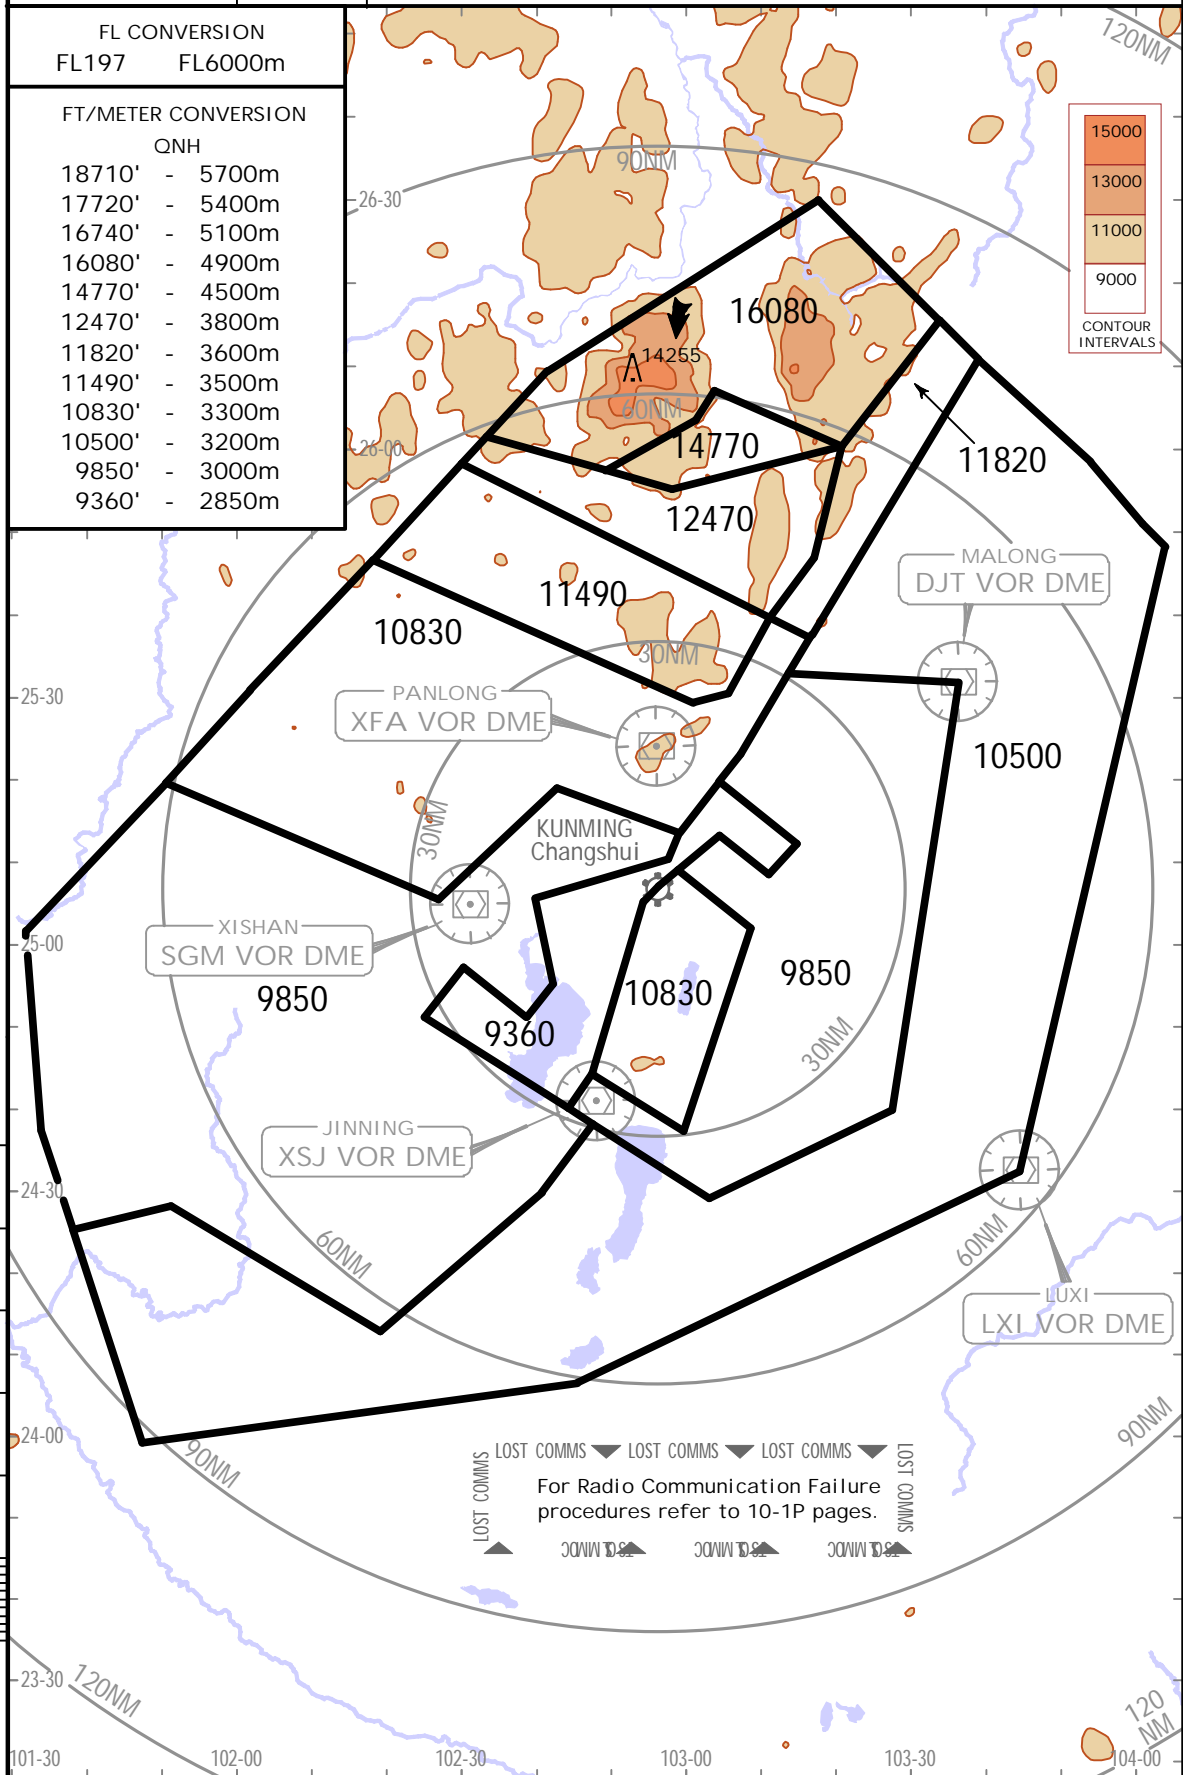 FL CONVERSION
FL197 FL6000m
FT/METER CONVERSION
QNH
18710' - 5700m
17720' - 5400m
16740' - 5100m
16080' - 4900m
14770' - 4500m
12470' - 3800m
11820' - 3600m
11490' - 3500m
10830' - 3300m
10500' - 3200m
9850' - 3000m
9360' - 2850m
120NM
15000
13000
11000
9000
CONTOUR
INTERVALS
90NM
26-30
16080
14255
60NM
14770
26-00
11820
12470
MALONG
DJT VOR DME
11490
10830
30NM
PANLONG
XFA VOR DME
25-30
10500
30NM
KUNMING
Changshui
XISHAN
SGM VOR DME
25-00
9850
10830
9850
9360
30NM
JINNING
XSJ VOR DME
24-30
60NM
60NM
LUXI
LXI VOR DME
90NM
24-00
90NM
LOST COMMS LOST COMMS LOST COMMS
LOST COMMS
LOST COMMS
For Radio Communication Failure
procedures refer to 10-1P pages.
23-30
120NM
120
NM
101-30 102-00 102-30 103-00 103-30 104-00